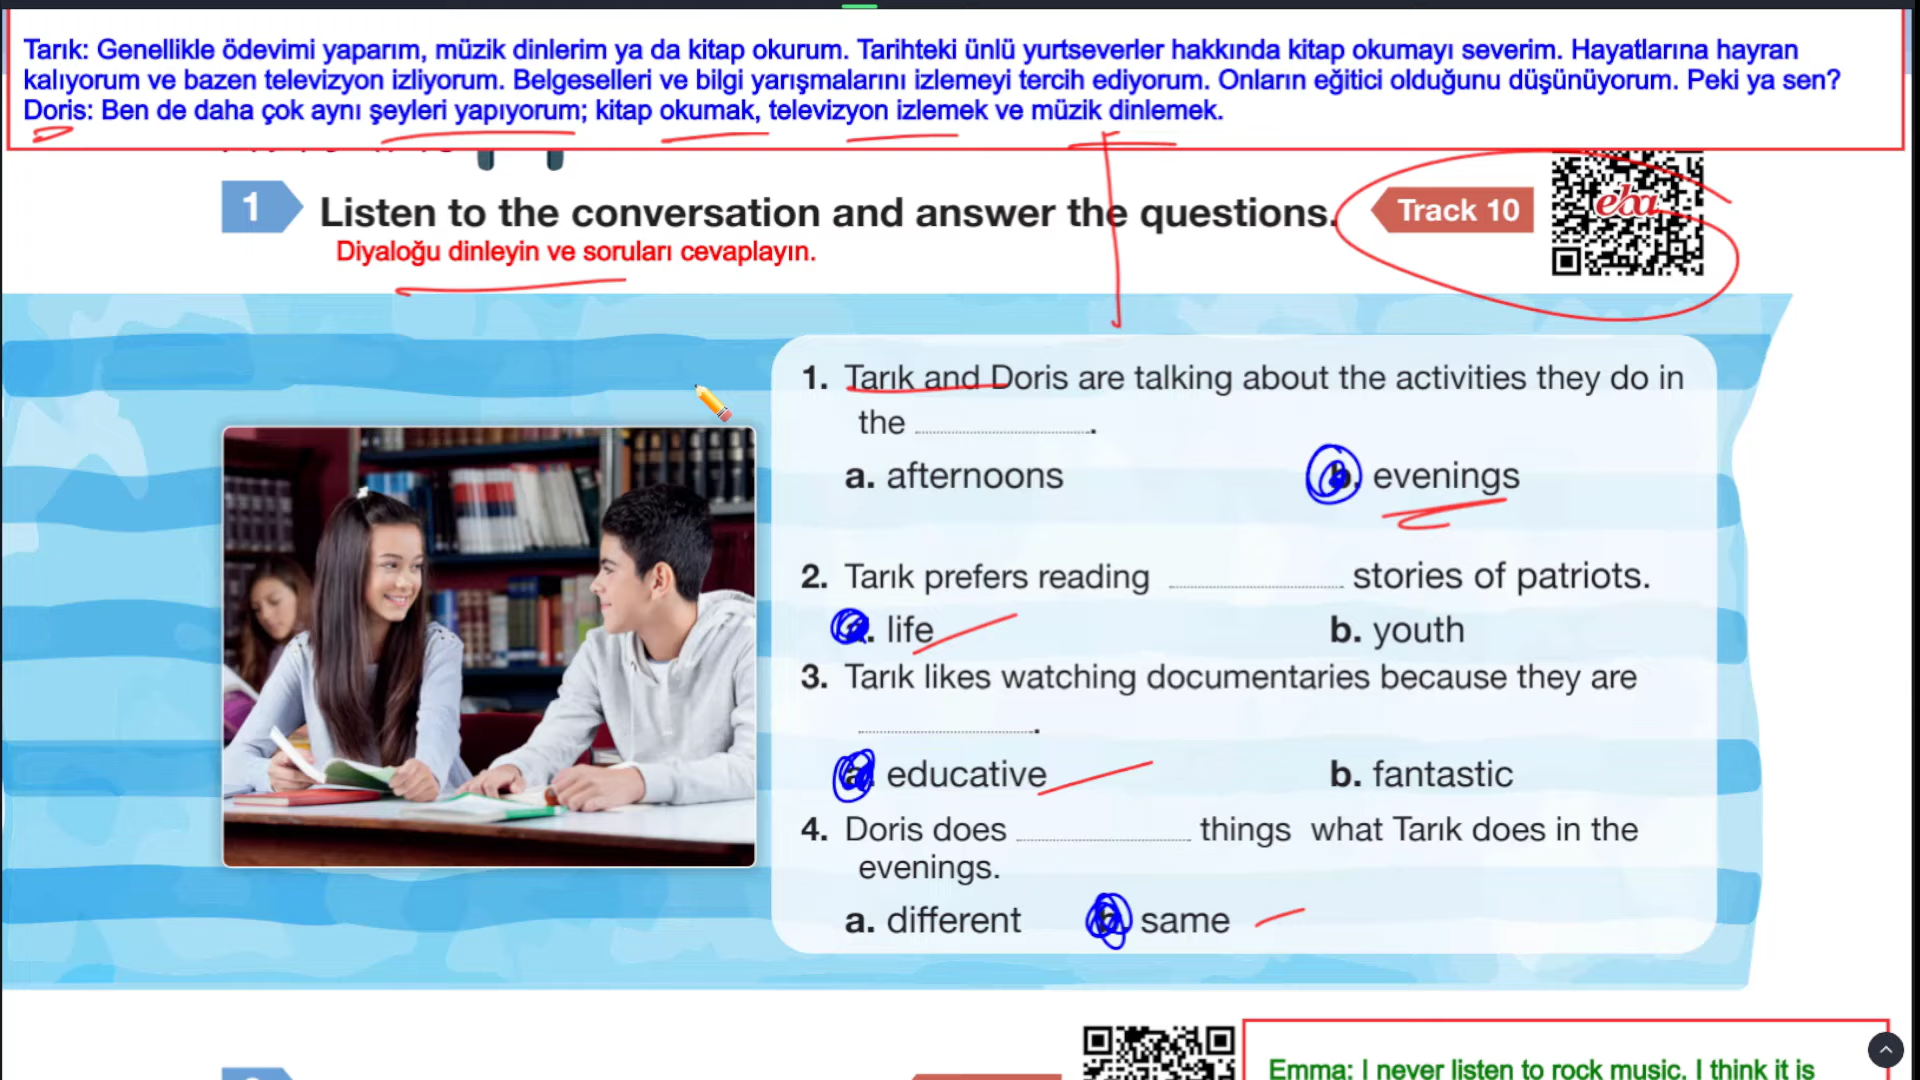 Tarık: Genellikle ödevimi yaparım, müzik dinlerim ya da kitap okurum. Tarihteki ünlü yurtseverler hakkında kitap okumayı severim. Hayatlarına hayran
kalıyorum ve bazen televizyon izliyorum. Belgeselleri ve bilgi yarışmalarını izlemeyi tercih ediyorum. Onların eğitici olduğunu düşünüyorum. Peki ya sen?
Doris: Ben de daha çok aynı şeyleri yapıyorum; kitap okumak, televizyon izlemek ve müzik dinlemek.
1 Listen to the conversation and answer the questions. Track 10 eba
Diyaloğu dinleyin ve soruları cevaplayın.
1. Tarık and Doris are talking about the activities they do in
the .
a. afternoons b. evenings
2. Tarık prefers reading stories of patriots.
a. life b. youth
3. Tarık likes watching documentaries because they are
.
a. educative b. fantastic
4. Doris does things what Tarık does in the
evenings.
a. different b. same
Emma: I never listen to rock music. I think it is